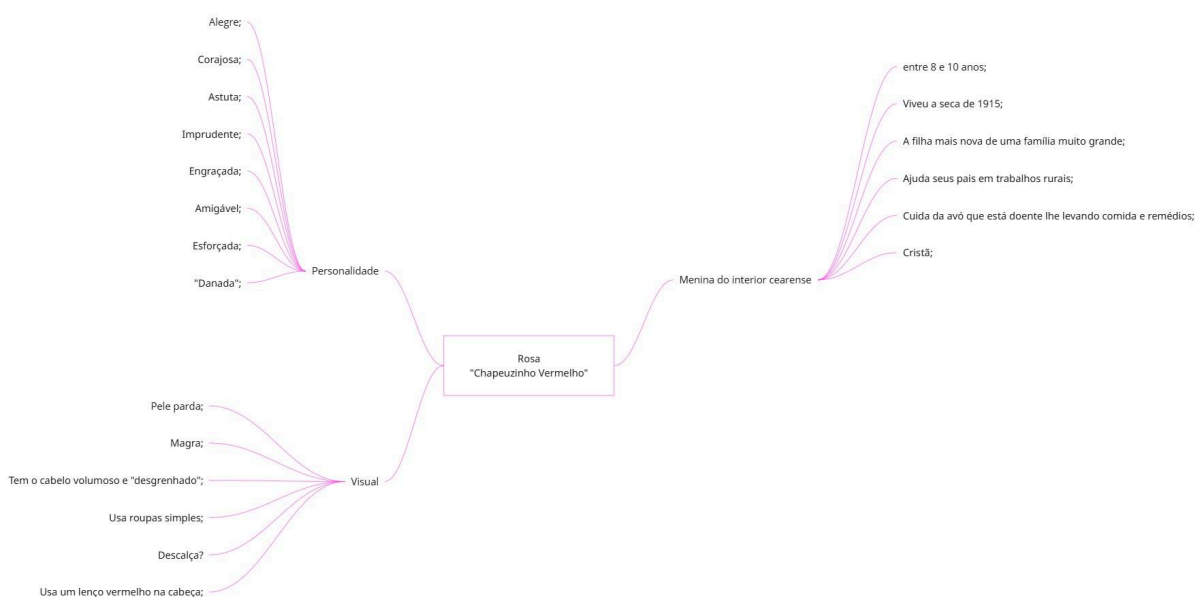 Alegre;
Corajosa;
Astuta;
Imprudente;
Engraçada;
Amigável;
Esforçada;
"Danada";
Personalidade
entre 8 e 10 anos;
Viveu a seca de 1915;
A filha mais nova de uma família muito grande;
Ajuda seus pais em trabalhos rurais;
Cuida da avó que está doente lhe levando comida e remédios;
Cristã;
Menina do interior cearense
Rosa
"Chapeuzinho Vermelho"
Pele parda;
Magra;
Tem o cabelo volumoso e "desgrenhado";
Usa roupas simples;
Descalça?
Usa um lenço vermelho na cabeça;
Visual